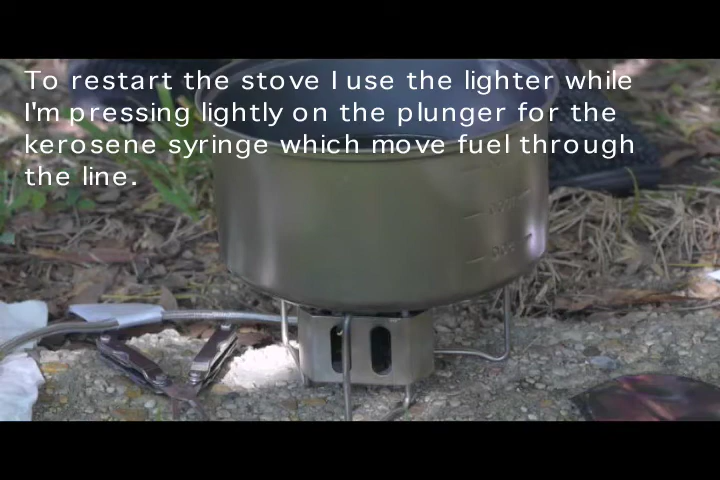 To restart the stove I use the lighter while
I'm pressing lightly on the plunger for the
kerosene syringe which move fuel through
the line.